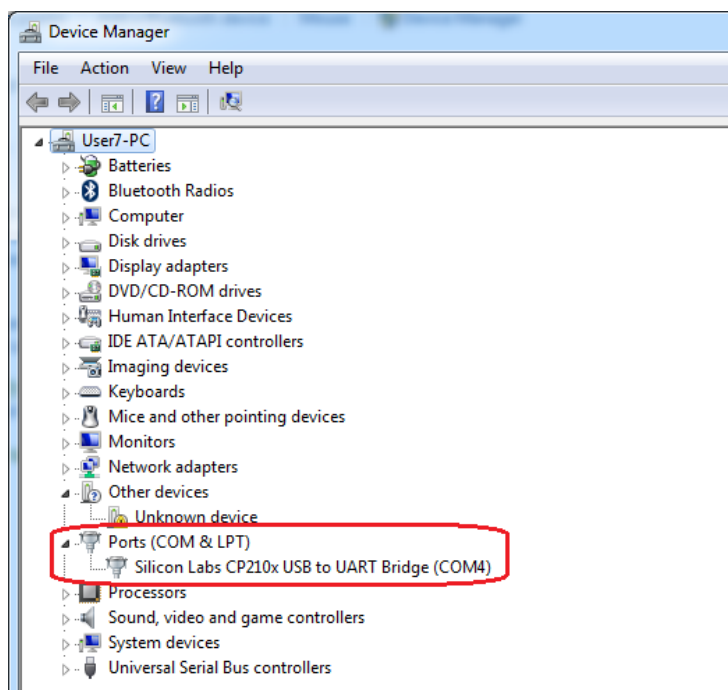 Device Manager
File Action View Help
User7-PC
Batteries
Bluetooth Radios
Computer
Disk drives
Display adapters
DVD/CD-ROM drives
Human Interface Devices
IDE ATA/ATAPI controllers
Imaging devices
Keyboards
Mice and other pointing devices
Monitors
Network adapters
Other devices
Unknown device
Ports (COM & LPT)
Silicon Labs CP210x USB to UART Bridge (COM4)
Processors
Sound, video and game controllers
System devices
Universal Serial Bus controllers